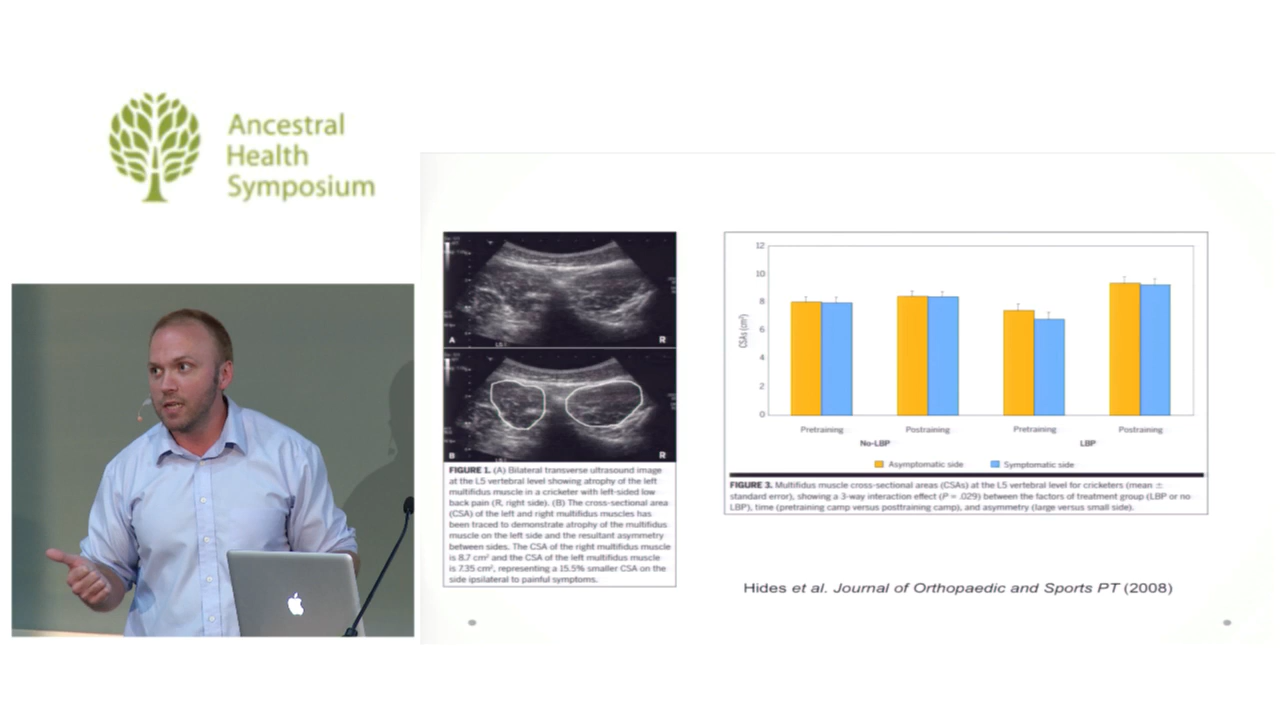 Ancestral
Health
Symposium
A
R
L5
B
R
FIGURE 1. (A) Bilateral transverse ultrasound image
at the L5 vertebral level showing atrophy of the left
multifidus muscle in a cricketer with left-sided low
back pain (R, right side). (B) The cross-sectional area
(CSA) of the left and right multifidus muscles has
been traced to demonstrate atrophy of the multifidus
muscle on the left side and the resultant asymmetry
between sides. The CSA of the right multifidus muscle
is 8.7 cm² and the CSA of the left multifidus muscle
is 7.35 cm², representing a 15.5% smaller CSA on the
side ipsilateral to painful symptoms.
CSAs (cm²)
12
10
8
6
4
2
0
Pretraining Postraining Pretraining Postraining
No-LBP LBP
Asymptomatic side Symptomatic side
FIGURE 3. Multifidus muscle cross-sectional areas (CSAs) at the L5 vertebral level for cricketers (mean ±
standard error), showing a 3-way interaction effect (P = .029) between the factors of treatment group (LBP or no
LBP), time (pretraining camp versus posttraining camp), and asymmetry (large versus small side).
Hides et al. Journal of Orthopaedic and Sports PT (2008)